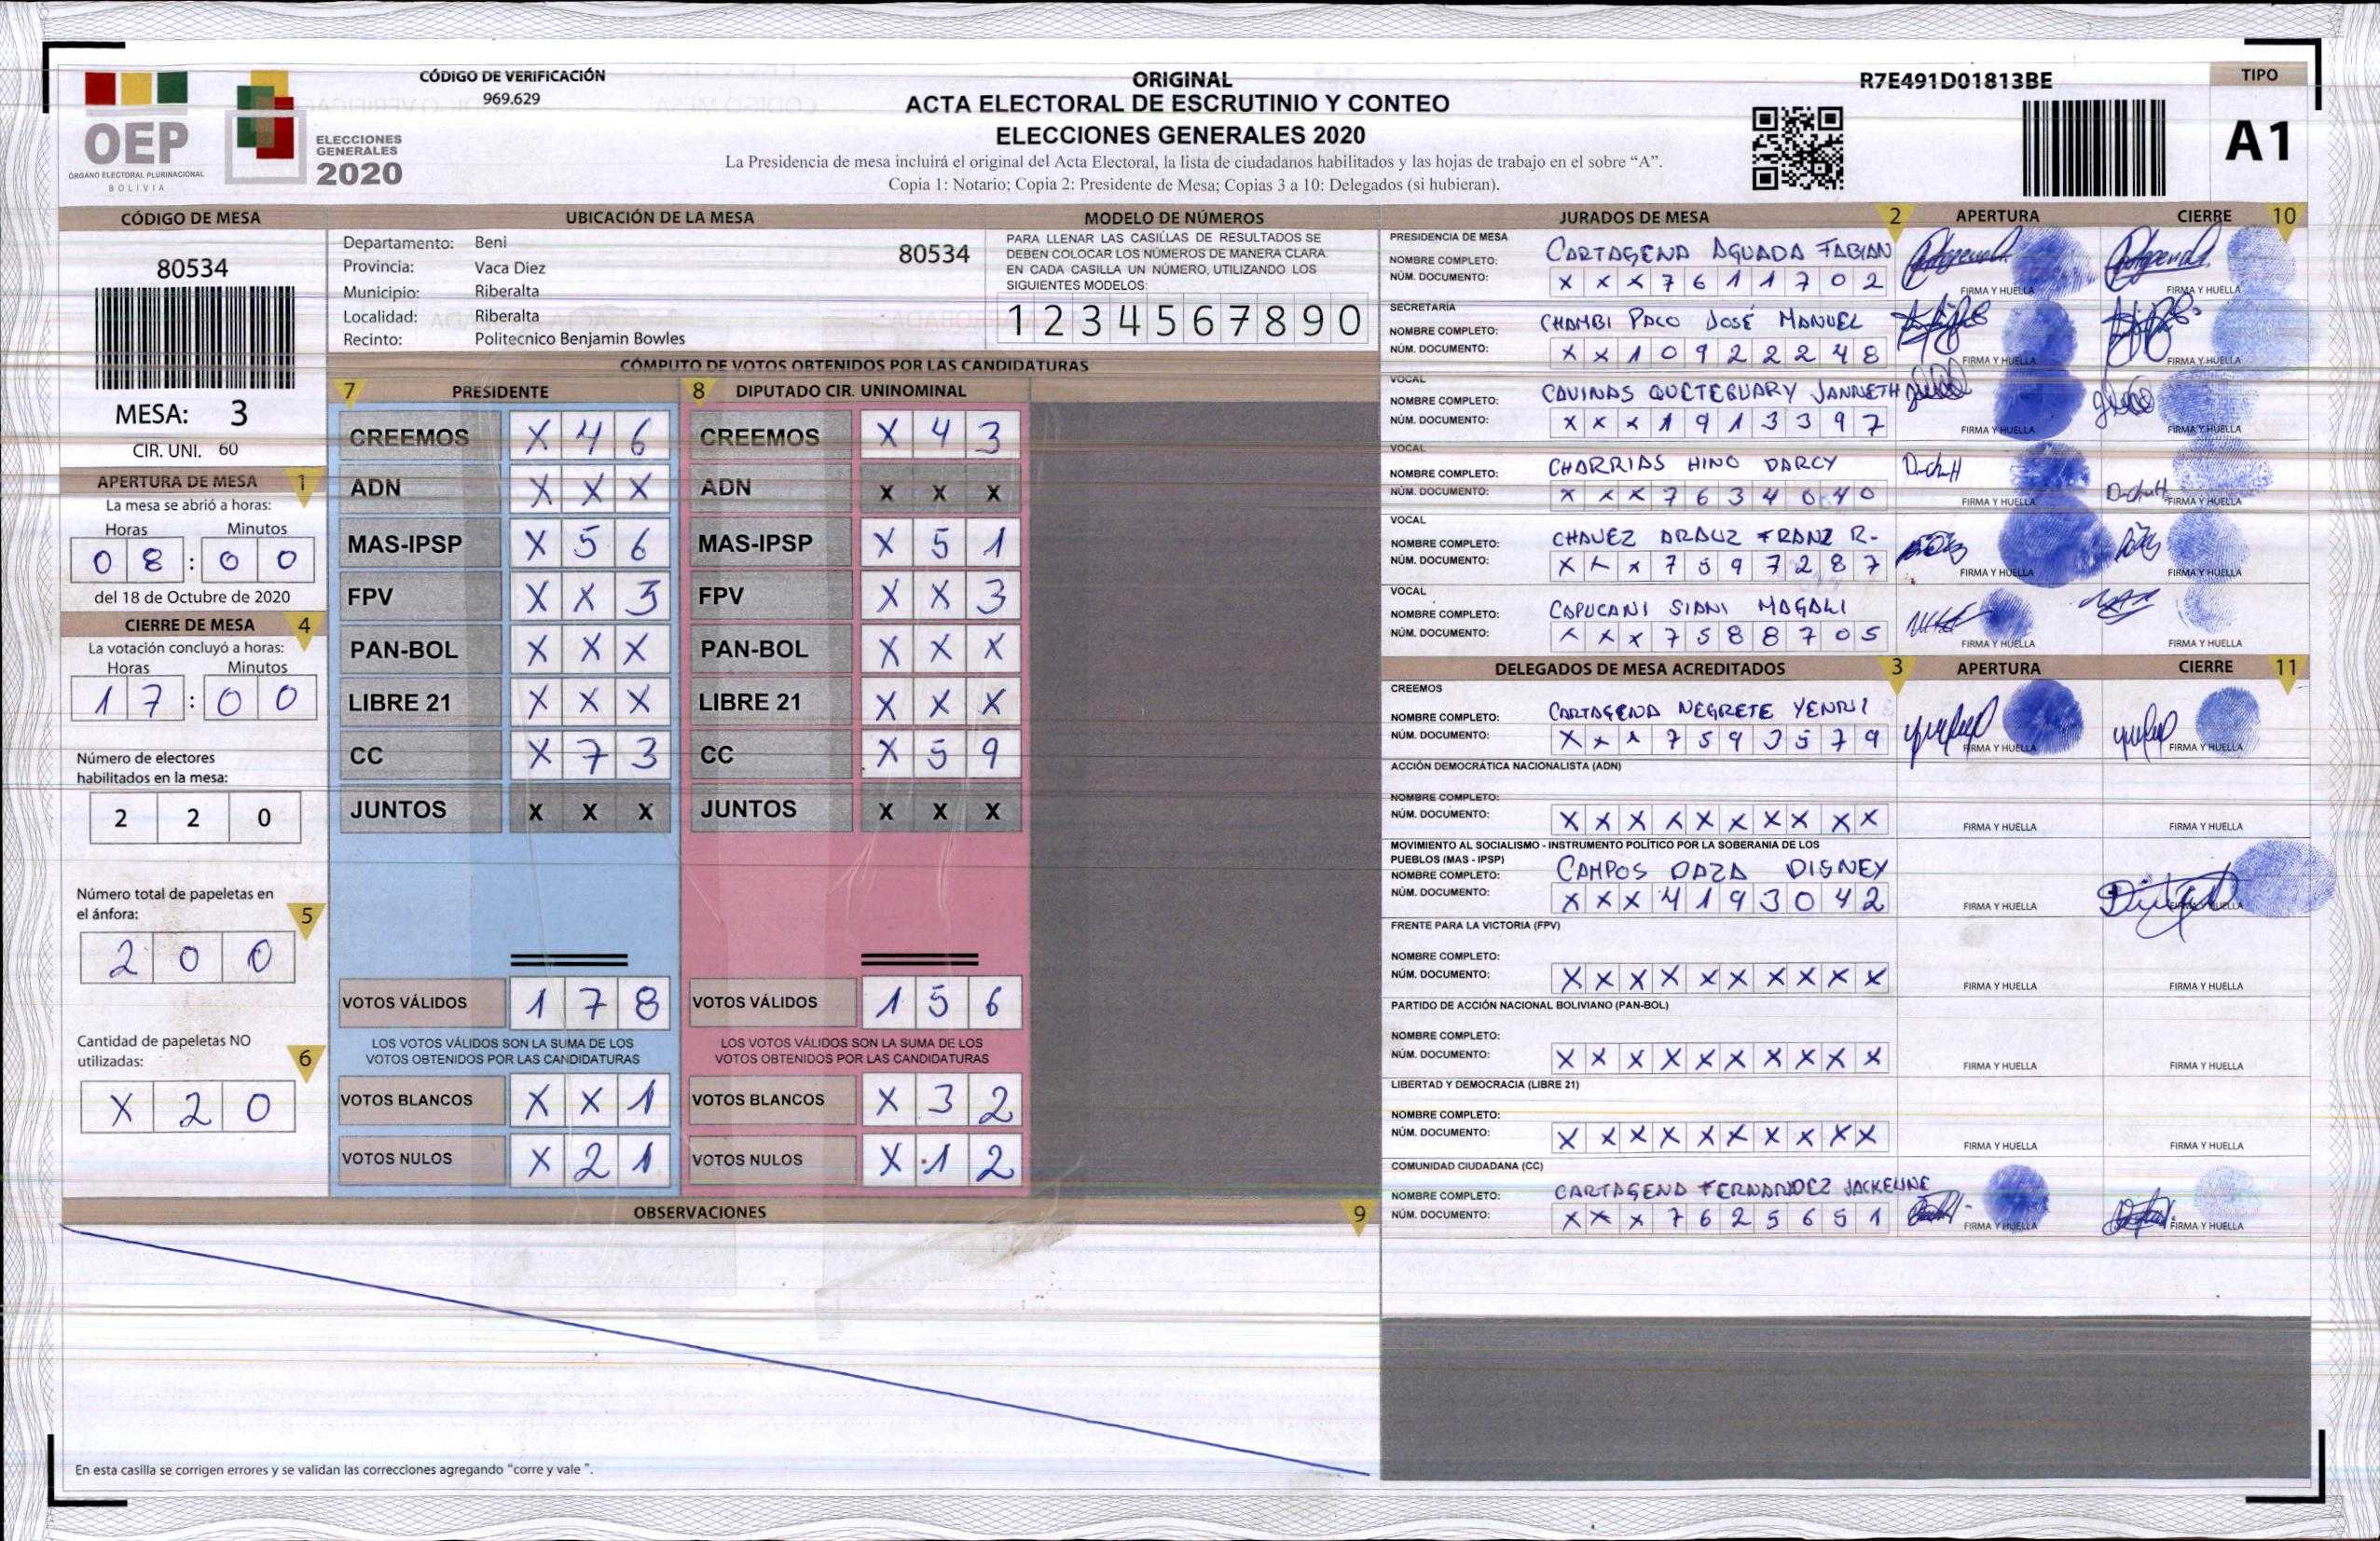 CÓDIGO DE VERIFICACIÓN
969.629
ORIGINAL
ACTA ELECTORAL DE ESCRUTINIO Y CONTEO
ELECCIONES GENERALES 2020
La Presidencia de mesa incluirá el original del Acta Electoral, la lista de ciudadanos habilitados y las hojas de trabajo en el sobre “A”.
Copia 1: Notario; Copia 2: Presidente de Mesa; Copias 3 a 10: Delegados (si hubieran).
R7E491D01813BE
TIPO
A1
OEP
ÓRGANO ELECTORAL PLURINACIONAL
BOLIVIA
ELECCIONES
GENERALES
2020
CÓDIGO DE MESA
80534
MESA: 3
CIR. UNI. 60
APERTURA DE MESA 1
La mesa se abrió a horas:
Horas Minutos
0 8 : 0 0
del 18 de Octubre de 2020
CIERRE DE MESA 4
La votación concluyó a horas:
Horas Minutos
1 7 : 0 0
Número de electores
habilitados en la mesa:
2 2 0
Número total de papeletas en
el ánfora: 5
2 0 0
Cantidad de papeletas NO
utilizadas: 6
X 2 0
UBICACIÓN DE LA MESA
Departamento: Beni 80534
Provincia: Vaca Diez
Municipio: Riberalta
Localidad: Riberalta
Recinto: Politecnico Benjamin Bowles
MODELO DE NÚMEROS
PARA LLENAR LAS CASILLAS DE RESULTADOS SE
DEBEN COLOCAR LOS NÚMEROS DE MANERA CLARA.
EN CADA CASILLA UN NÚMERO, UTILIZANDO LOS
SIGUIENTES MODELOS:
1 2 3 4 5 6 7 8 9 0
CÓMPUTO DE VOTOS OBTENIDOS POR LAS CANDIDATURAS
7 PRESIDENTE
CREEMOS X 4 6
ADN X X X
MAS-IPSP X 5 6
FPV X X 3
PAN-BOL X X X
LIBRE 21 X X X
CC X 7 3
JUNTOS X X X
VOTOS VÁLIDOS 1 7 8
LOS VOTOS VÁLIDOS SON LA SUMA DE LOS
VOTOS OBTENIDOS POR LAS CANDIDATURAS
VOTOS BLANCOS X X 1
VOTOS NULOS X 2 1
8 DIPUTADO CIR. UNINOMINAL
CREEMOS X 4 3
ADN X X X
MAS-IPSP X 5 1
FPV X X 3
PAN-BOL X X X
LIBRE 21 X X X
CC X 5 9
JUNTOS X X X
VOTOS VÁLIDOS 1 5 6
LOS VOTOS VÁLIDOS SON LA SUMA DE LOS
VOTOS OBTENIDOS POR LAS CANDIDATURAS
VOTOS BLANCOS X 3 2
VOTOS NULOS X 1 2
OBSERVACIONES 9
En esta casilla se corrigen errores y se validan las correcciones agregando “corre y vale ”.
JURADOS DE MESA 2 APERTURA CIERRE 10
PRESIDENCIA DE MESA
NOMBRE COMPLETO: CARTAGENA AGUADA FABIAN
NÚM. DOCUMENTO: X X X 7 6 1 1 7 0 2
FIRMA Y HUELLA FIRMA Y HUELLA
SECRETARIA
NOMBRE COMPLETO: CHAMBI PACO JOSÉ MANUEL
NÚM. DOCUMENTO: X X 1 0 9 2 2 2 4 8
FIRMA Y HUELLA FIRMA Y HUELLA
VOCAL
NOMBRE COMPLETO: CAVINAS QUETEGUARY JANNETH
NÚM. DOCUMENTO: X X X 1 9 1 3 3 9 7
FIRMA Y HUELLA FIRMA Y HUELLA
VOCAL
NOMBRE COMPLETO: CHARRIAS HINO DARCY
NÚM. DOCUMENTO: X X X 7 6 3 4 0 4 0
FIRMA Y HUELLA FIRMA Y HUELLA
VOCAL
NOMBRE COMPLETO: CHAVEZ ARAUZ FRANZ R.
NÚM. DOCUMENTO: X X X 7 5 9 7 2 8 7
FIRMA Y HUELLA FIRMA Y HUELLA
VOCAL
NOMBRE COMPLETO: CAPUCANI SIANI MAGALI
NÚM. DOCUMENTO: X X X 7 5 8 8 7 0 5
FIRMA Y HUELLA FIRMA Y HUELLA
DELEGADOS DE MESA ACREDITADOS 3 APERTURA CIERRE 11
CREEMOS
NOMBRE COMPLETO: CARTAGENA NEGRETE YENRI
NÚM. DOCUMENTO: X X X 7 5 9 3 5 7 9
FIRMA Y HUELLA FIRMA Y HUELLA
ACCIÓN DEMOCRÁTICA NACIONALISTA (ADN)
NOMBRE COMPLETO:
NÚM. DOCUMENTO: X X X X X X X X X X
FIRMA Y HUELLA FIRMA Y HUELLA
MOVIMIENTO AL SOCIALISMO - INSTRUMENTO POLÍTICO POR LA SOBERANIA DE LOS
PUEBLOS (MAS - IPSP)
NOMBRE COMPLETO: CAMPOS DAZA DISNEY
NÚM. DOCUMENTO: X X X 4 1 9 3 0 4 2
FIRMA Y HUELLA FIRMA Y HUELLA
FRENTE PARA LA VICTORIA (FPV)
NOMBRE COMPLETO:
NÚM. DOCUMENTO: X X X X X X X X X X
FIRMA Y HUELLA FIRMA Y HUELLA
PARTIDO DE ACCIÓN NACIONAL BOLIVIANO (PAN-BOL)
NOMBRE COMPLETO:
NÚM. DOCUMENTO: X X X X X X X X X X
FIRMA Y HUELLA FIRMA Y HUELLA
LIBERTAD Y DEMOCRACIA (LIBRE 21)
NOMBRE COMPLETO:
NÚM. DOCUMENTO: X X X X X X X X X X
FIRMA Y HUELLA FIRMA Y HUELLA
COMUNIDAD CIUDADANA (CC)
NOMBRE COMPLETO: CARTAGENA FERNANDEZ JACKELINE
NÚM. DOCUMENTO: X X X 7 6 2 5 6 5 1
FIRMA Y HUELLA FIRMA Y HUELLA